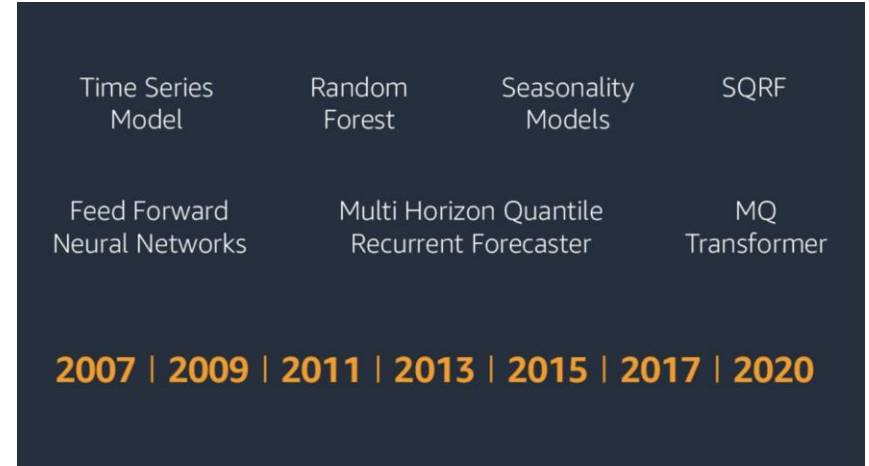 Time Series
Model
Random
Forest
Seasonality
Models
SQRF
Feed Forward
Neural Networks
Multi Horizon Quantile
Recurrent Forecaster
MQ
Transformer
2007 | 2009 | 2011 | 2013 | 2015 | 2017 | 2020